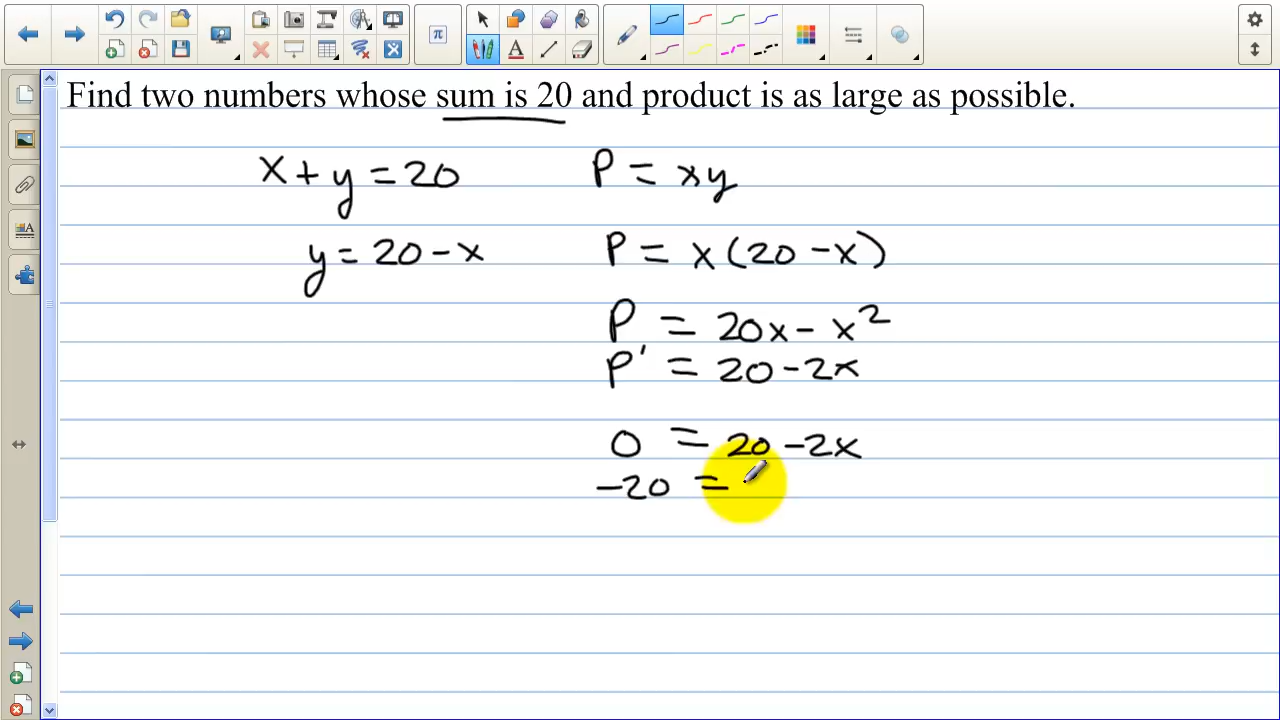 Find two numbers whose sum is 20 and product is as large as possible.
x + y = 20 P = xy
y = 20 - x P = x(20 - x)
P = 20x - x²
P' = 20 - 2x
0 = 20 - 2x
-20 =